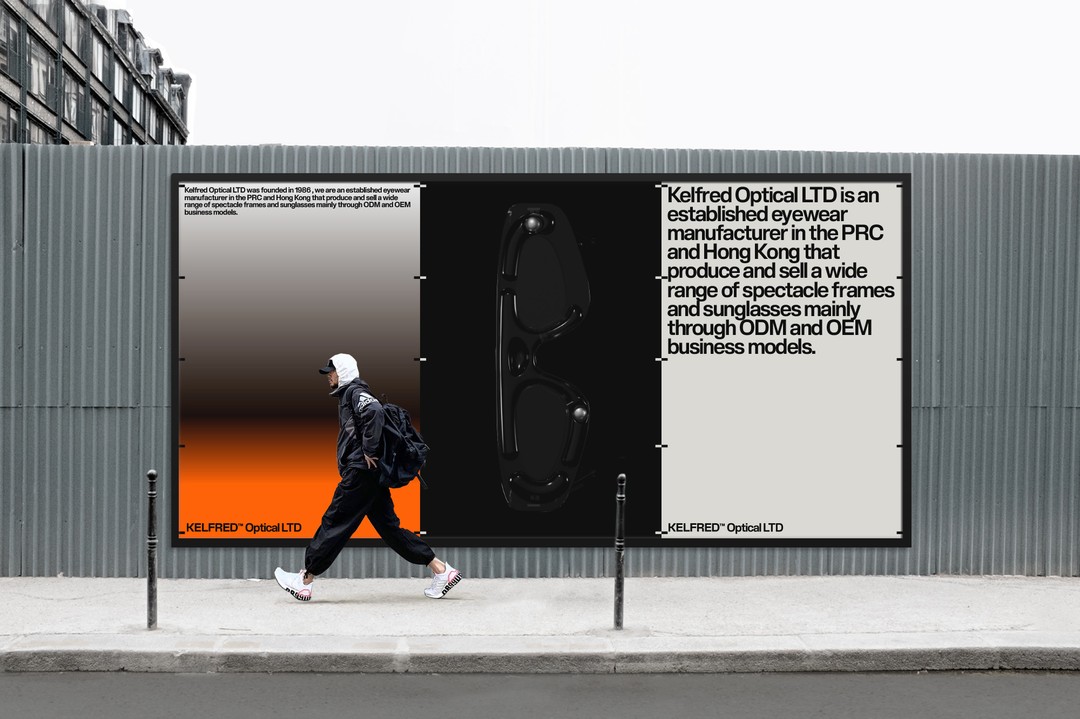 Kelfred Optical LTD was founded in 1986 , we are an established eyewear
manufacturer in the PRC and Hong Kong that produce and sell a wide
range of spectacle frames and sunglasses mainly through ODM and OEM
business models.
KELFRED™ Optical LTD
adidas
Kelfred Optical LTD is an
established eyewear
manufacturer in the PRC
and Hong Kong that
produce and sell a wide
range of spectacle frames
and sunglasses mainly
through ODM and OEM
business models.
KELFRED™ Optical LTD